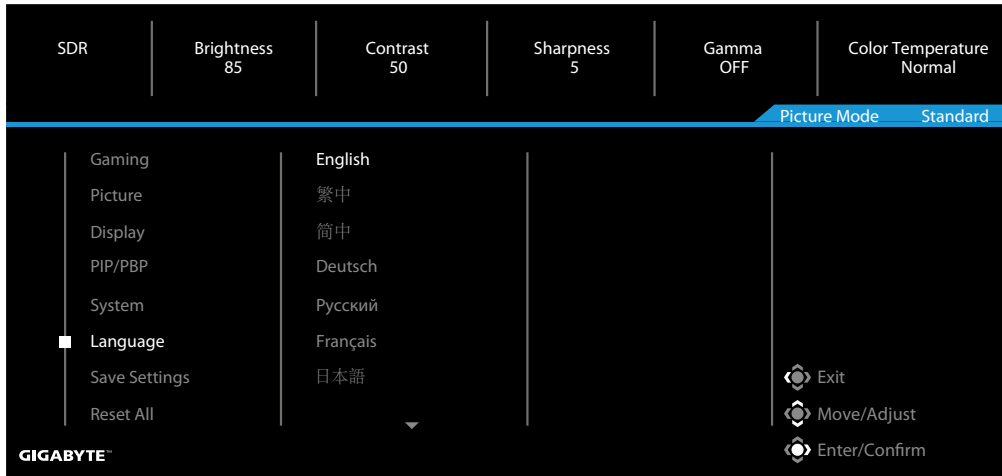 SDR
Brightness
85
Contrast
50
Sharpness
5
Gamma
OFF
Color Temperature
Normal
Picture Mode Standard
Gaming
Picture
Display
PIP/PBP
System
Language
Save Settings
Reset All
English
繁中
简中
Deutsch
Русский
Français
日本語
Exit
Move/Adjust
Enter/Confirm
GIGABYTE™